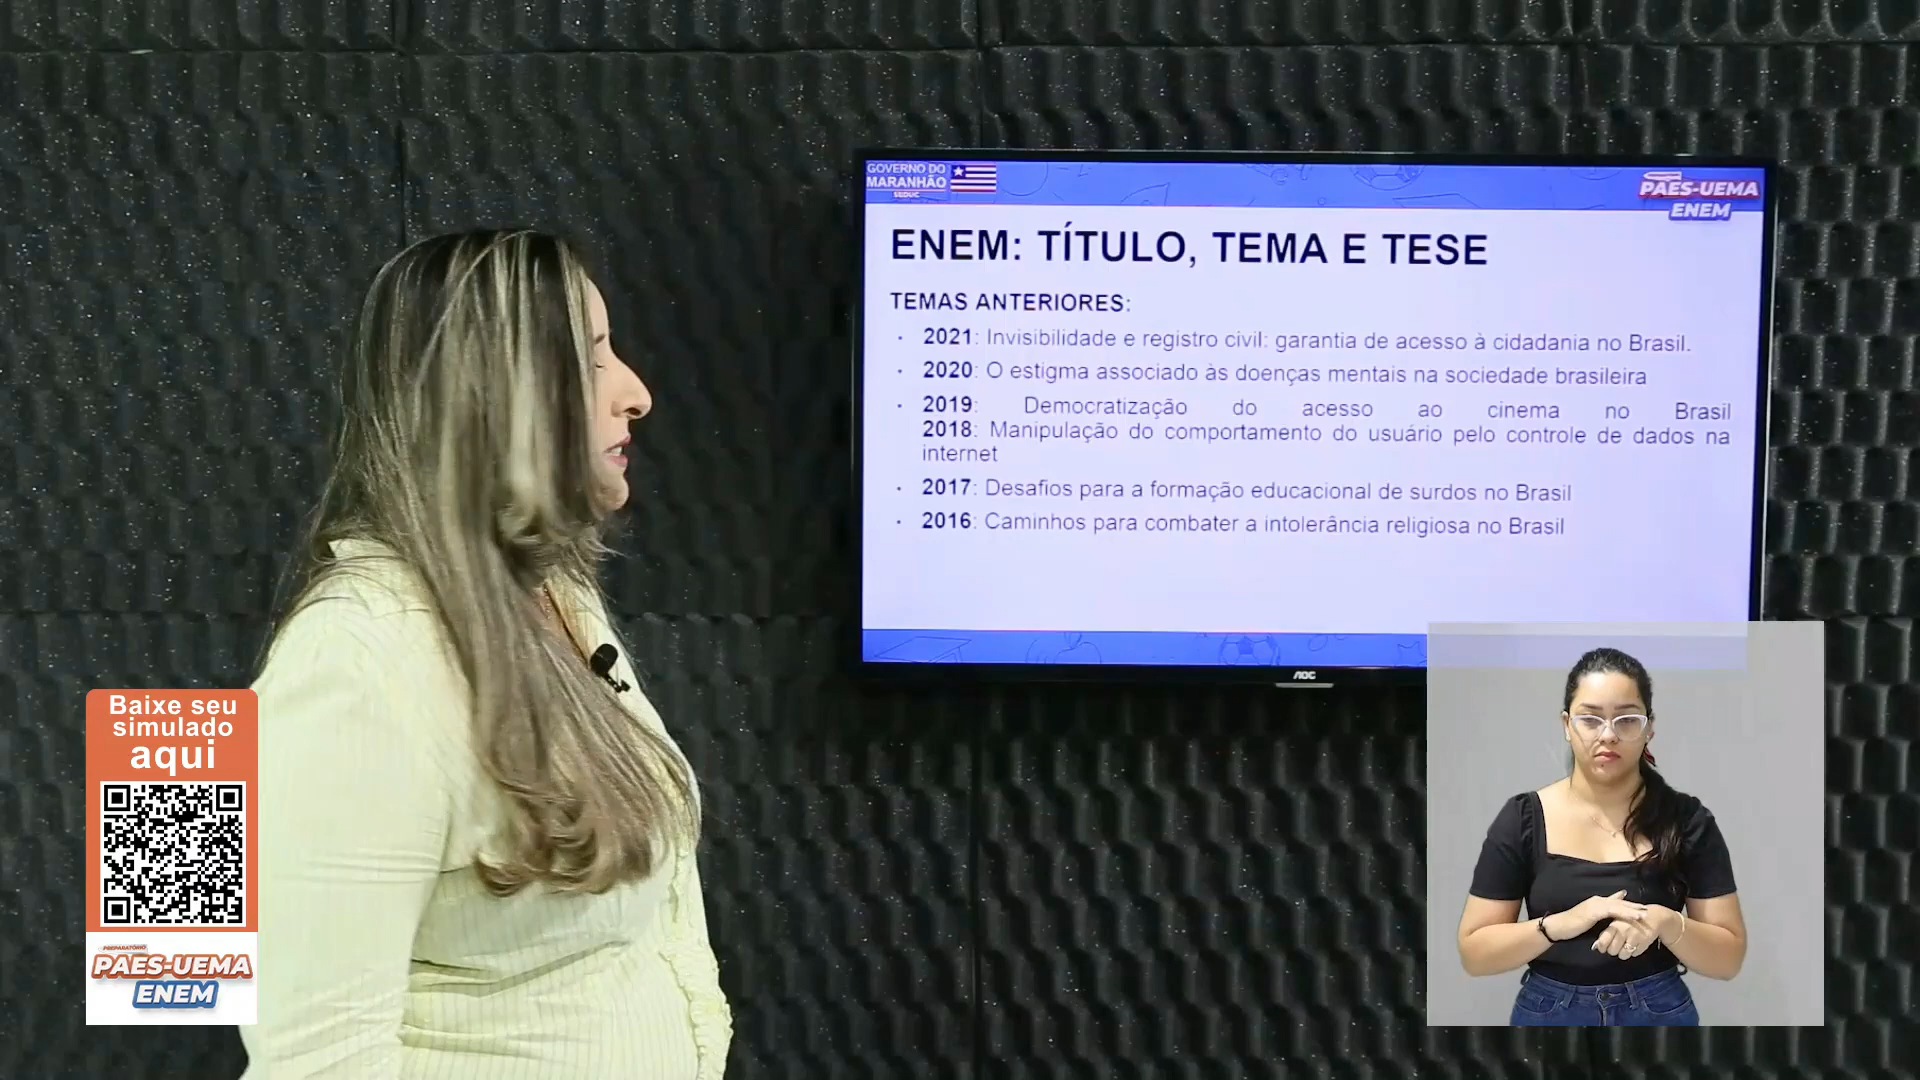 GOVERNO DO
MARANHÃO
SEDUC
PAES-UEMA
ENEM
ENEM: TÍTULO, TEMA E TESE
TEMAS ANTERIORES:
· 2021: Invisibilidade e registro civil: garantia de acesso à cidadania no Brasil.
· 2020: O estigma associado às doenças mentais na sociedade brasileira
· 2019: Democratização do acesso ao cinema no Brasil
2018: Manipulação do comportamento do usuário pelo controle de dados na
internet
· 2017: Desafios para a formação educacional de surdos no Brasil
· 2016: Caminhos para combater a intolerância religiosa no Brasil
AOC
Baixe seu
simulado
aqui
PREPARATÓRIO
PAES-UEMA
ENEM